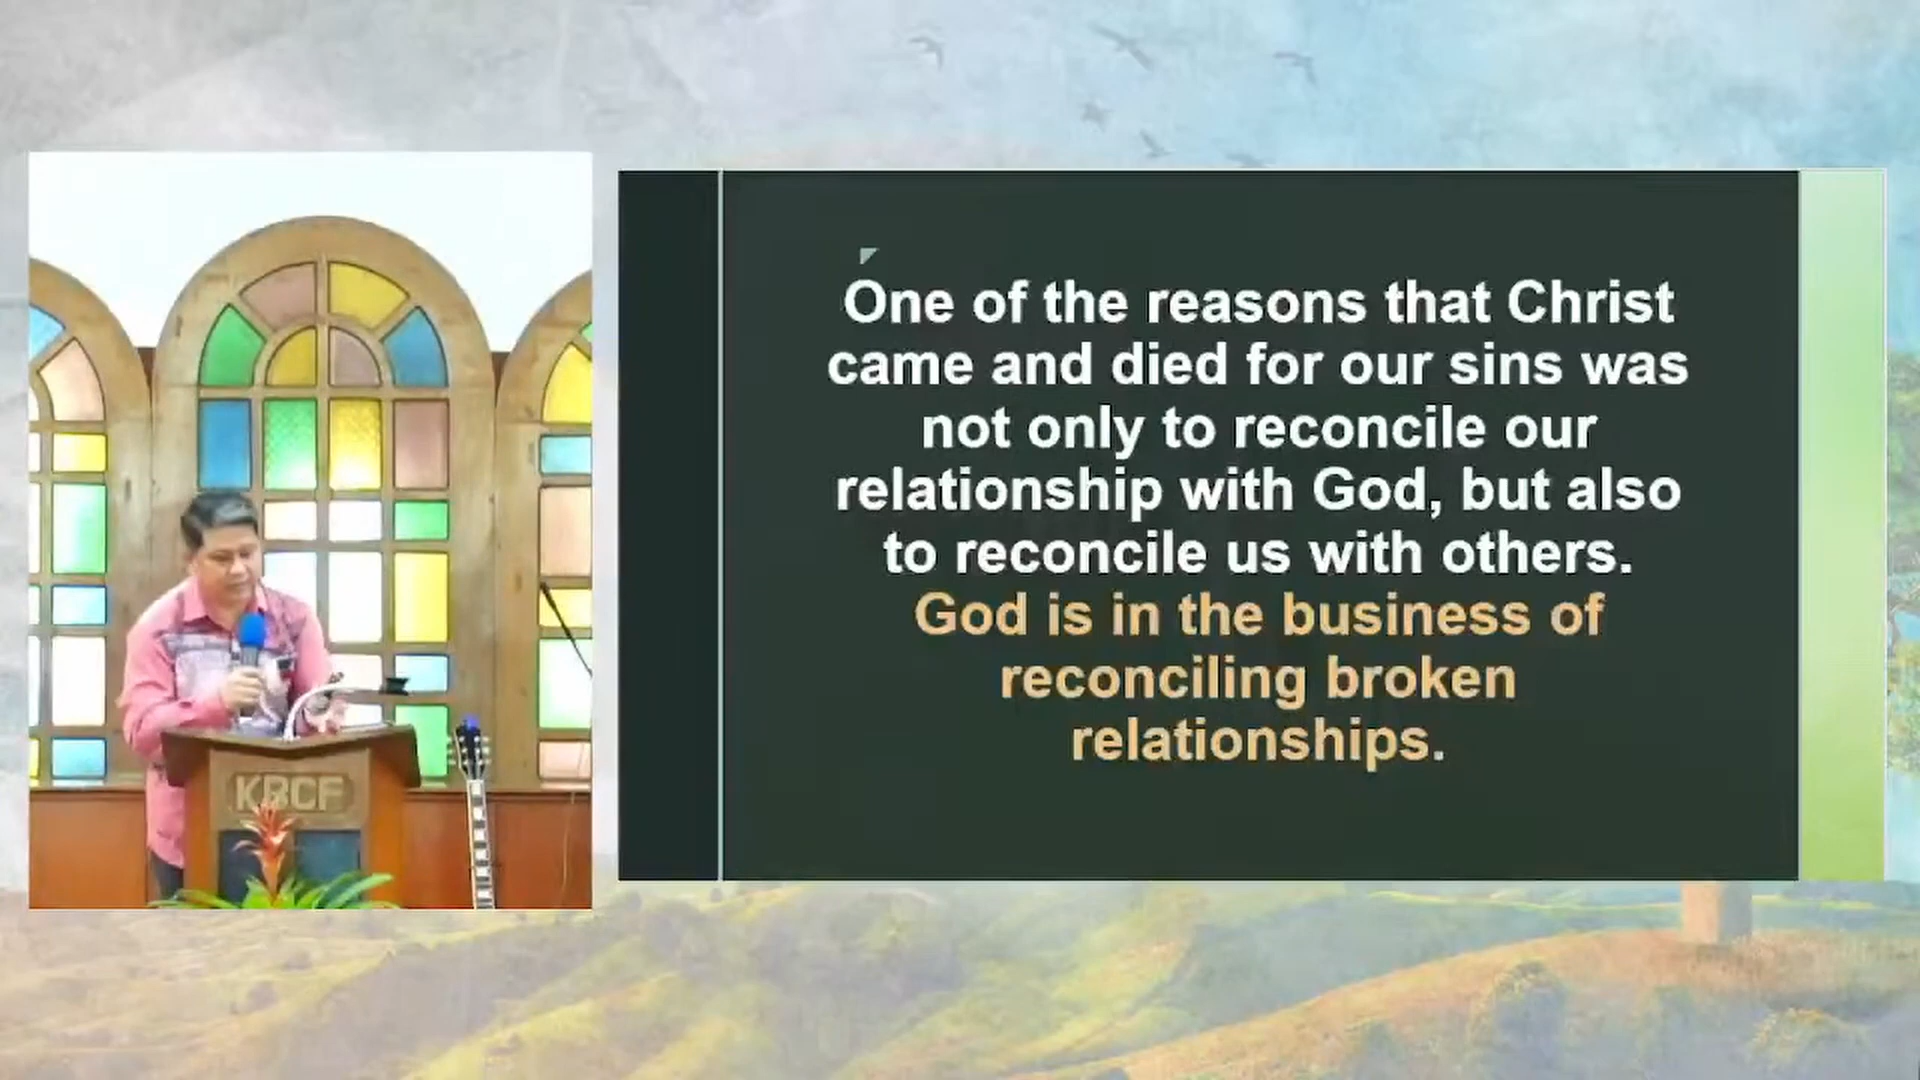 One of the reasons that Christ
came and died for our sins was
not only to reconcile our
relationship with God, but also
to reconcile us with others.
God is in the business of
reconciling broken
relationships.
KBCF